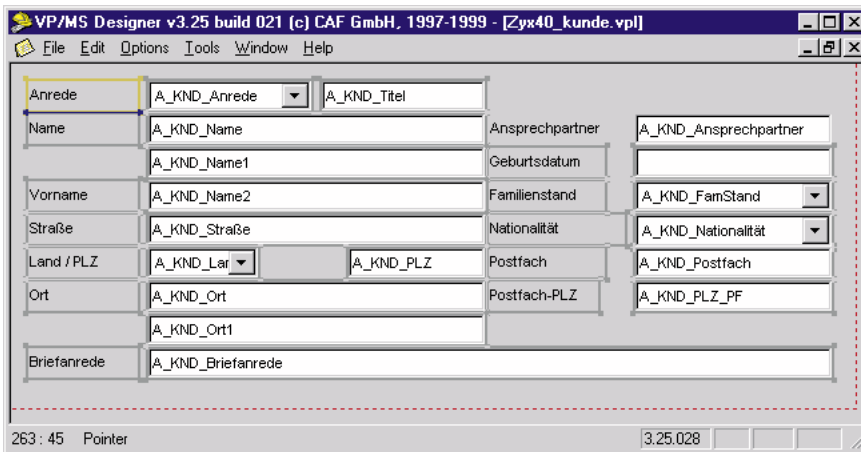 VP/MS Designer v3.25 build 021 (c) CAF GmbH, 1997-1999 - [Zyx40_kunde.vpl]
File Edit Options Tools Window Help
Anrede A_KND_Anrede A_KND_Titel
Name A_KND_Name Ansprechpartner A_KND_Ansprechpartner
A_KND_Name1 Geburtsdatum
Vorname A_KND_Name2 Familienstand A_KND_FamStand
Straße A_KND_Straße Nationalität A_KND_Nationalität
Land / PLZ A_KND_Lar A_KND_PLZ Postfach A_KND_Postfach
Ort A_KND_Ort Postfach-PLZ A_KND_PLZ_PF
A_KND_Ort1
Briefanrede A_KND_Briefanrede
263 : 45 Pointer 3.25.028